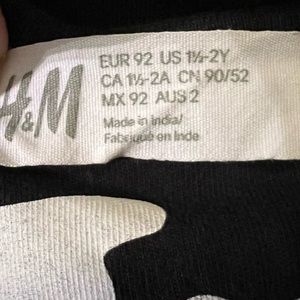 H&M
EUR 92 US 1½-2Y
CA 1½-2A CN 90/52
MX 92 AUS 2
Made in India/
Fabriqué en Inde